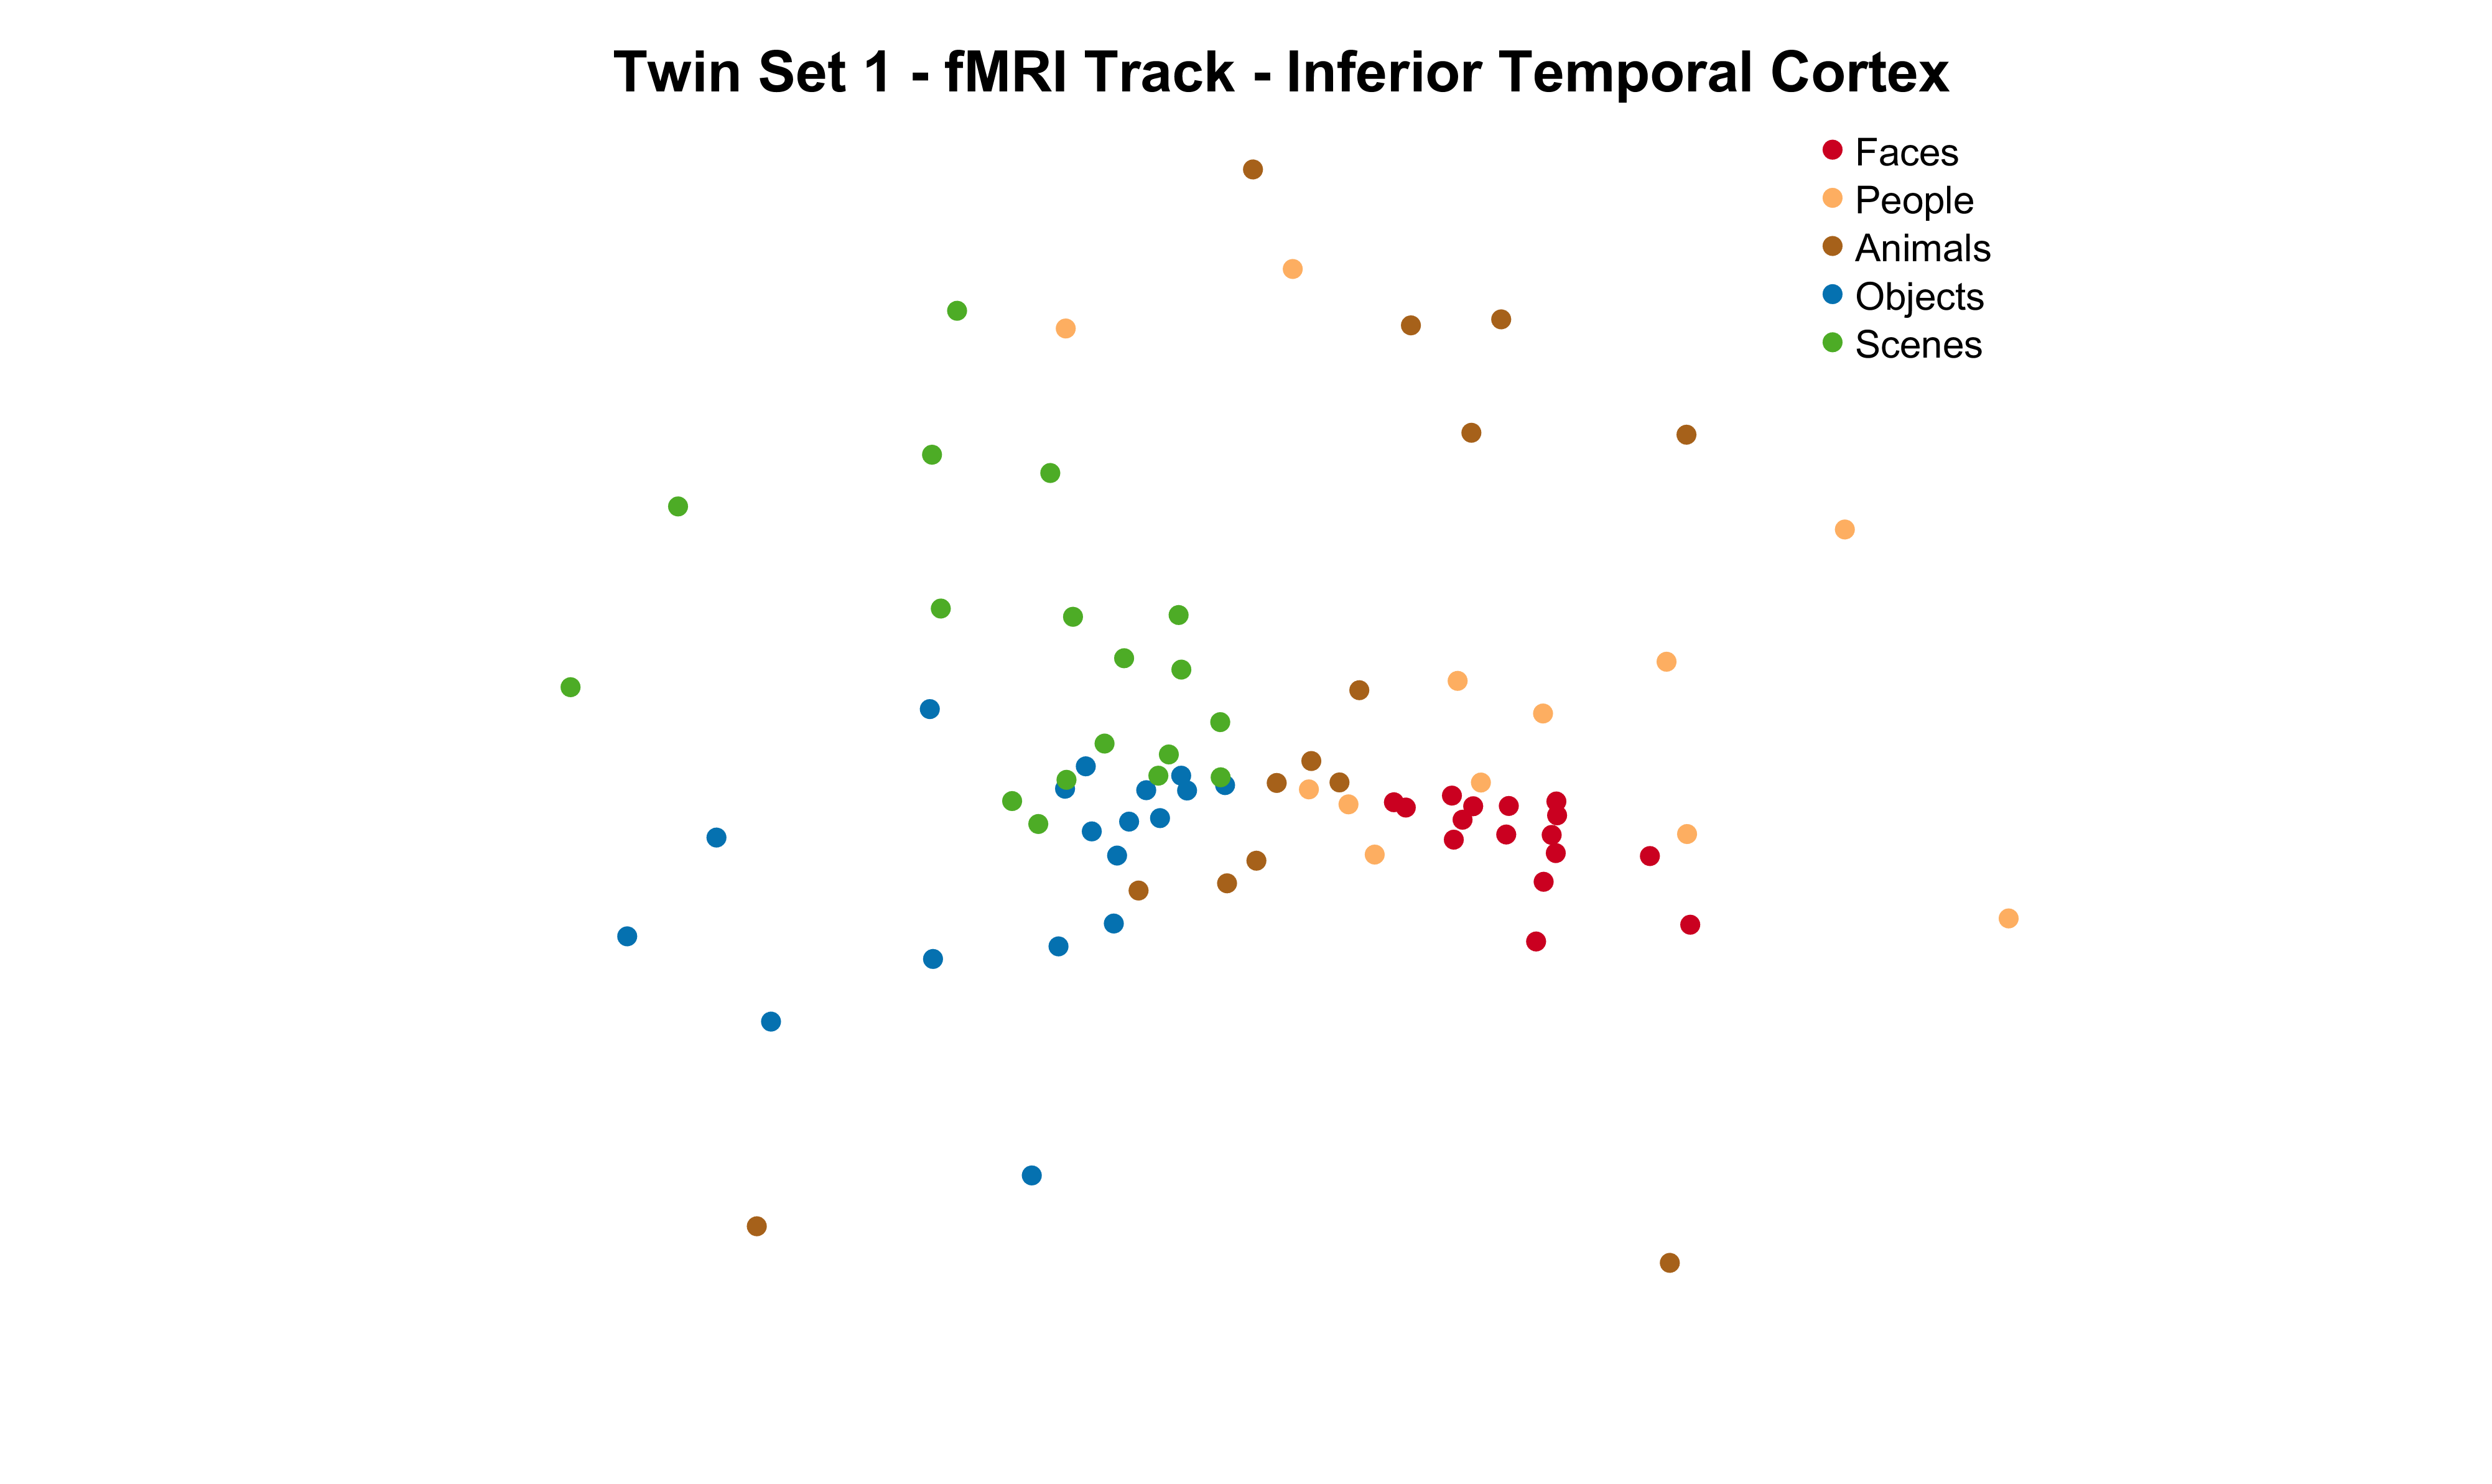 Twin Set 1 - fMRI Track - Inferior Temporal Cortex
Faces
People
Animals
Objects
Scenes